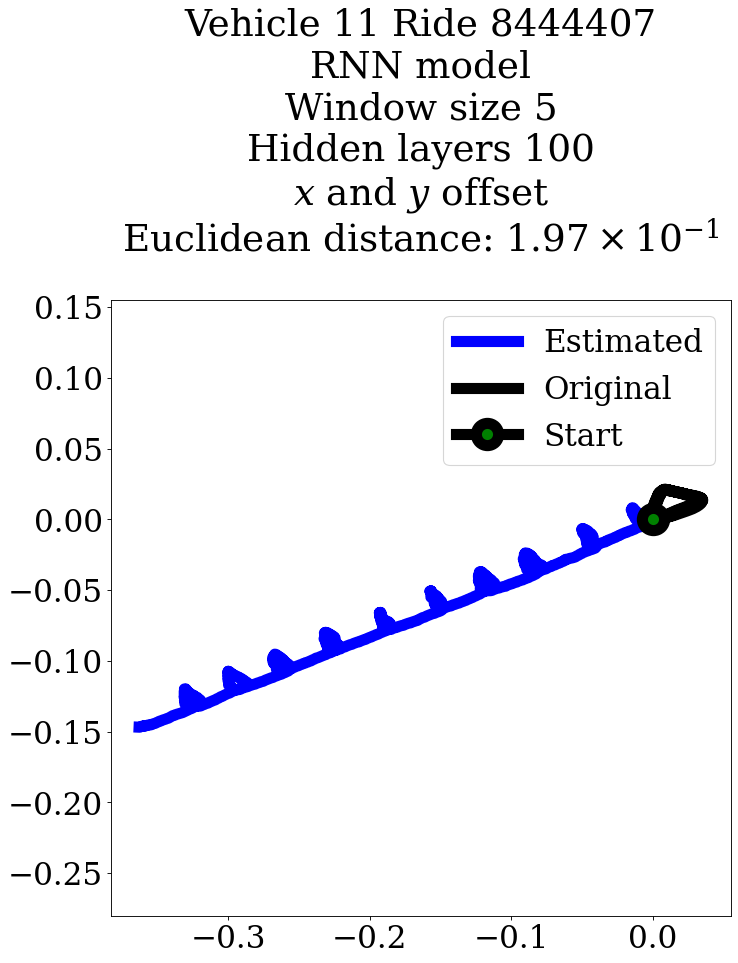 Vehicle 11 Ride 8444407
RNN model
Window size 5
Hidden layers 100
x and y offset
Euclidean distance: 1.97 × 10⁻¹
Estimated
Original
Start
0.15
0.10
0.05
0.00
−0.05
−0.10
−0.15
−0.20
−0.25
−0.3 −0.2 −0.1 0.0